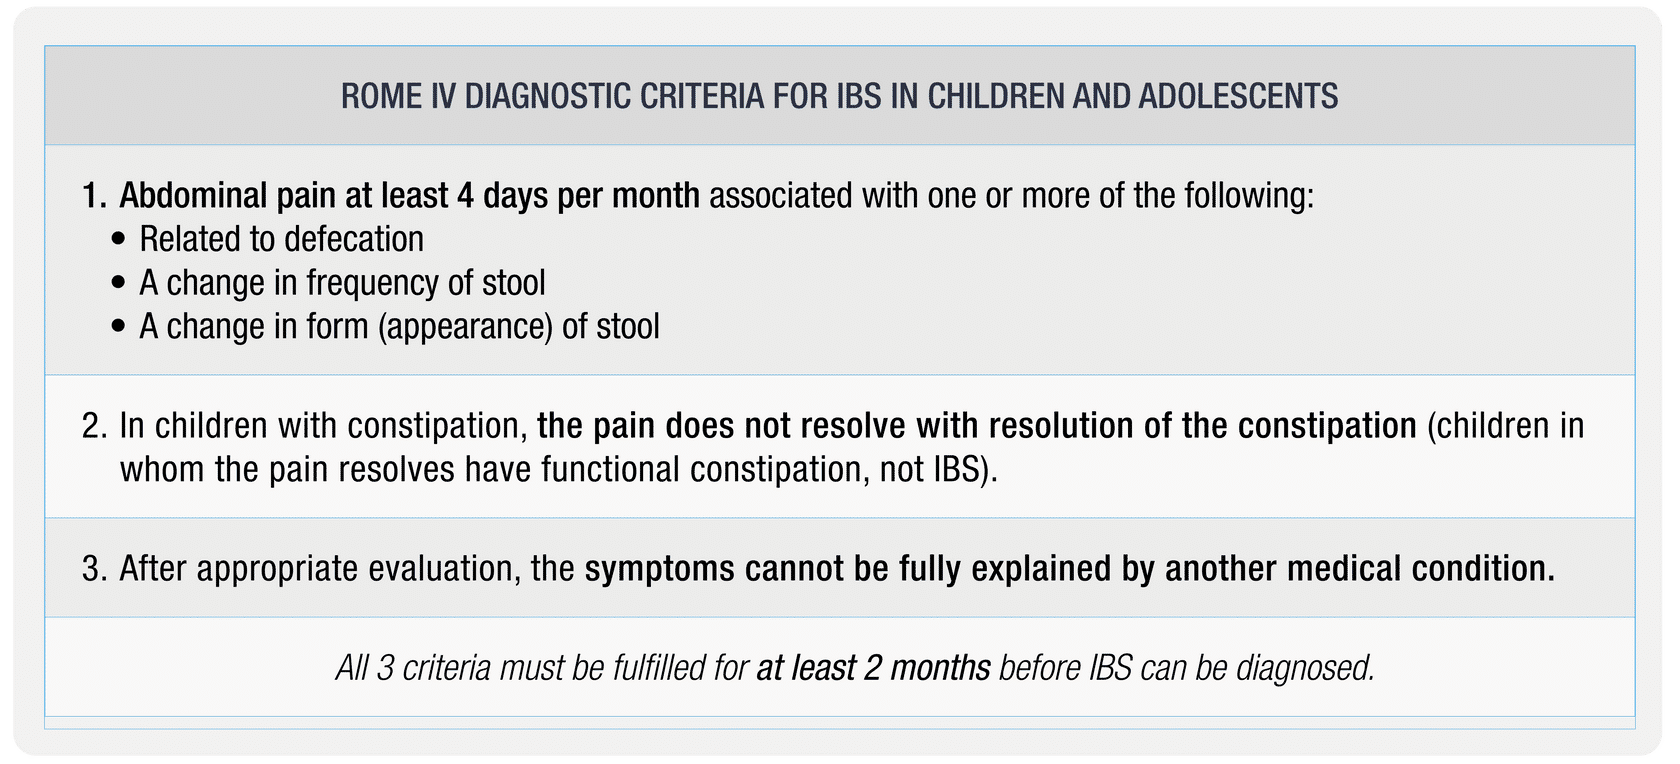 ROME IV DIAGNOSTIC CRITERIA FOR IBS IN CHILDREN AND ADOLESCENTS
1. Abdominal pain at least 4 days per month associated with one or more of the following:
• Related to defecation
• A change in frequency of stool
• A change in form (appearance) of stool
2. In children with constipation, the pain does not resolve with resolution of the constipation (children in
whom the pain resolves have functional constipation, not IBS).
3. After appropriate evaluation, the symptoms cannot be fully explained by another medical condition.
All 3 criteria must be fulfilled for at least 2 months before IBS can be diagnosed.